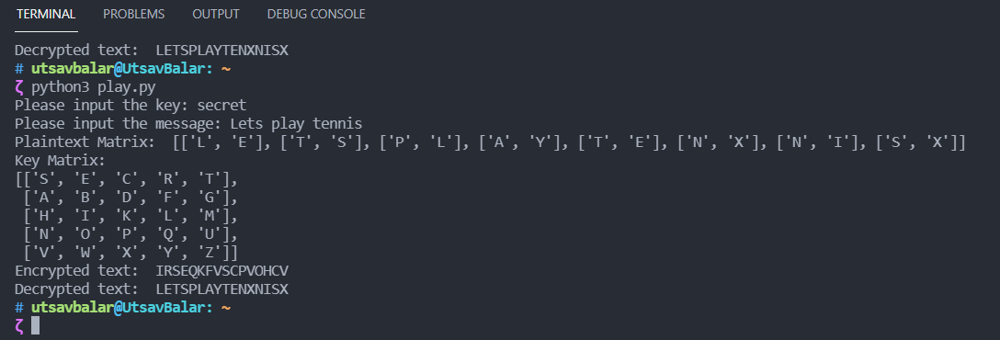 TERMINAL PROBLEMS OUTPUT DEBUG CONSOLE
Decrypted text:  LETSPLAYTENXNISX
# utsavbalar@UtsavBalar: ~
ζ python3 play.py
Please input the key: secret
Please input the message: Lets play tennis
Plaintext Matrix:  [['L', 'E'], ['T', 'S'], ['P', 'L'], ['A', 'Y'], ['T', 'E'], ['N', 'X'], ['N', 'I'], ['S', 'X']]
Key Matrix:
[['S', 'E', 'C', 'R', 'T'],
 ['A', 'B', 'D', 'F', 'G'],
 ['H', 'I', 'K', 'L', 'M'],
 ['N', 'O', 'P', 'Q', 'U'],
 ['V', 'W', 'X', 'Y', 'Z']]
Encrypted text:  IRSEQKFVSCPVOHCV
Decrypted text:  LETSPLAYTENXNISX
# utsavbalar@UtsavBalar: ~
ζ